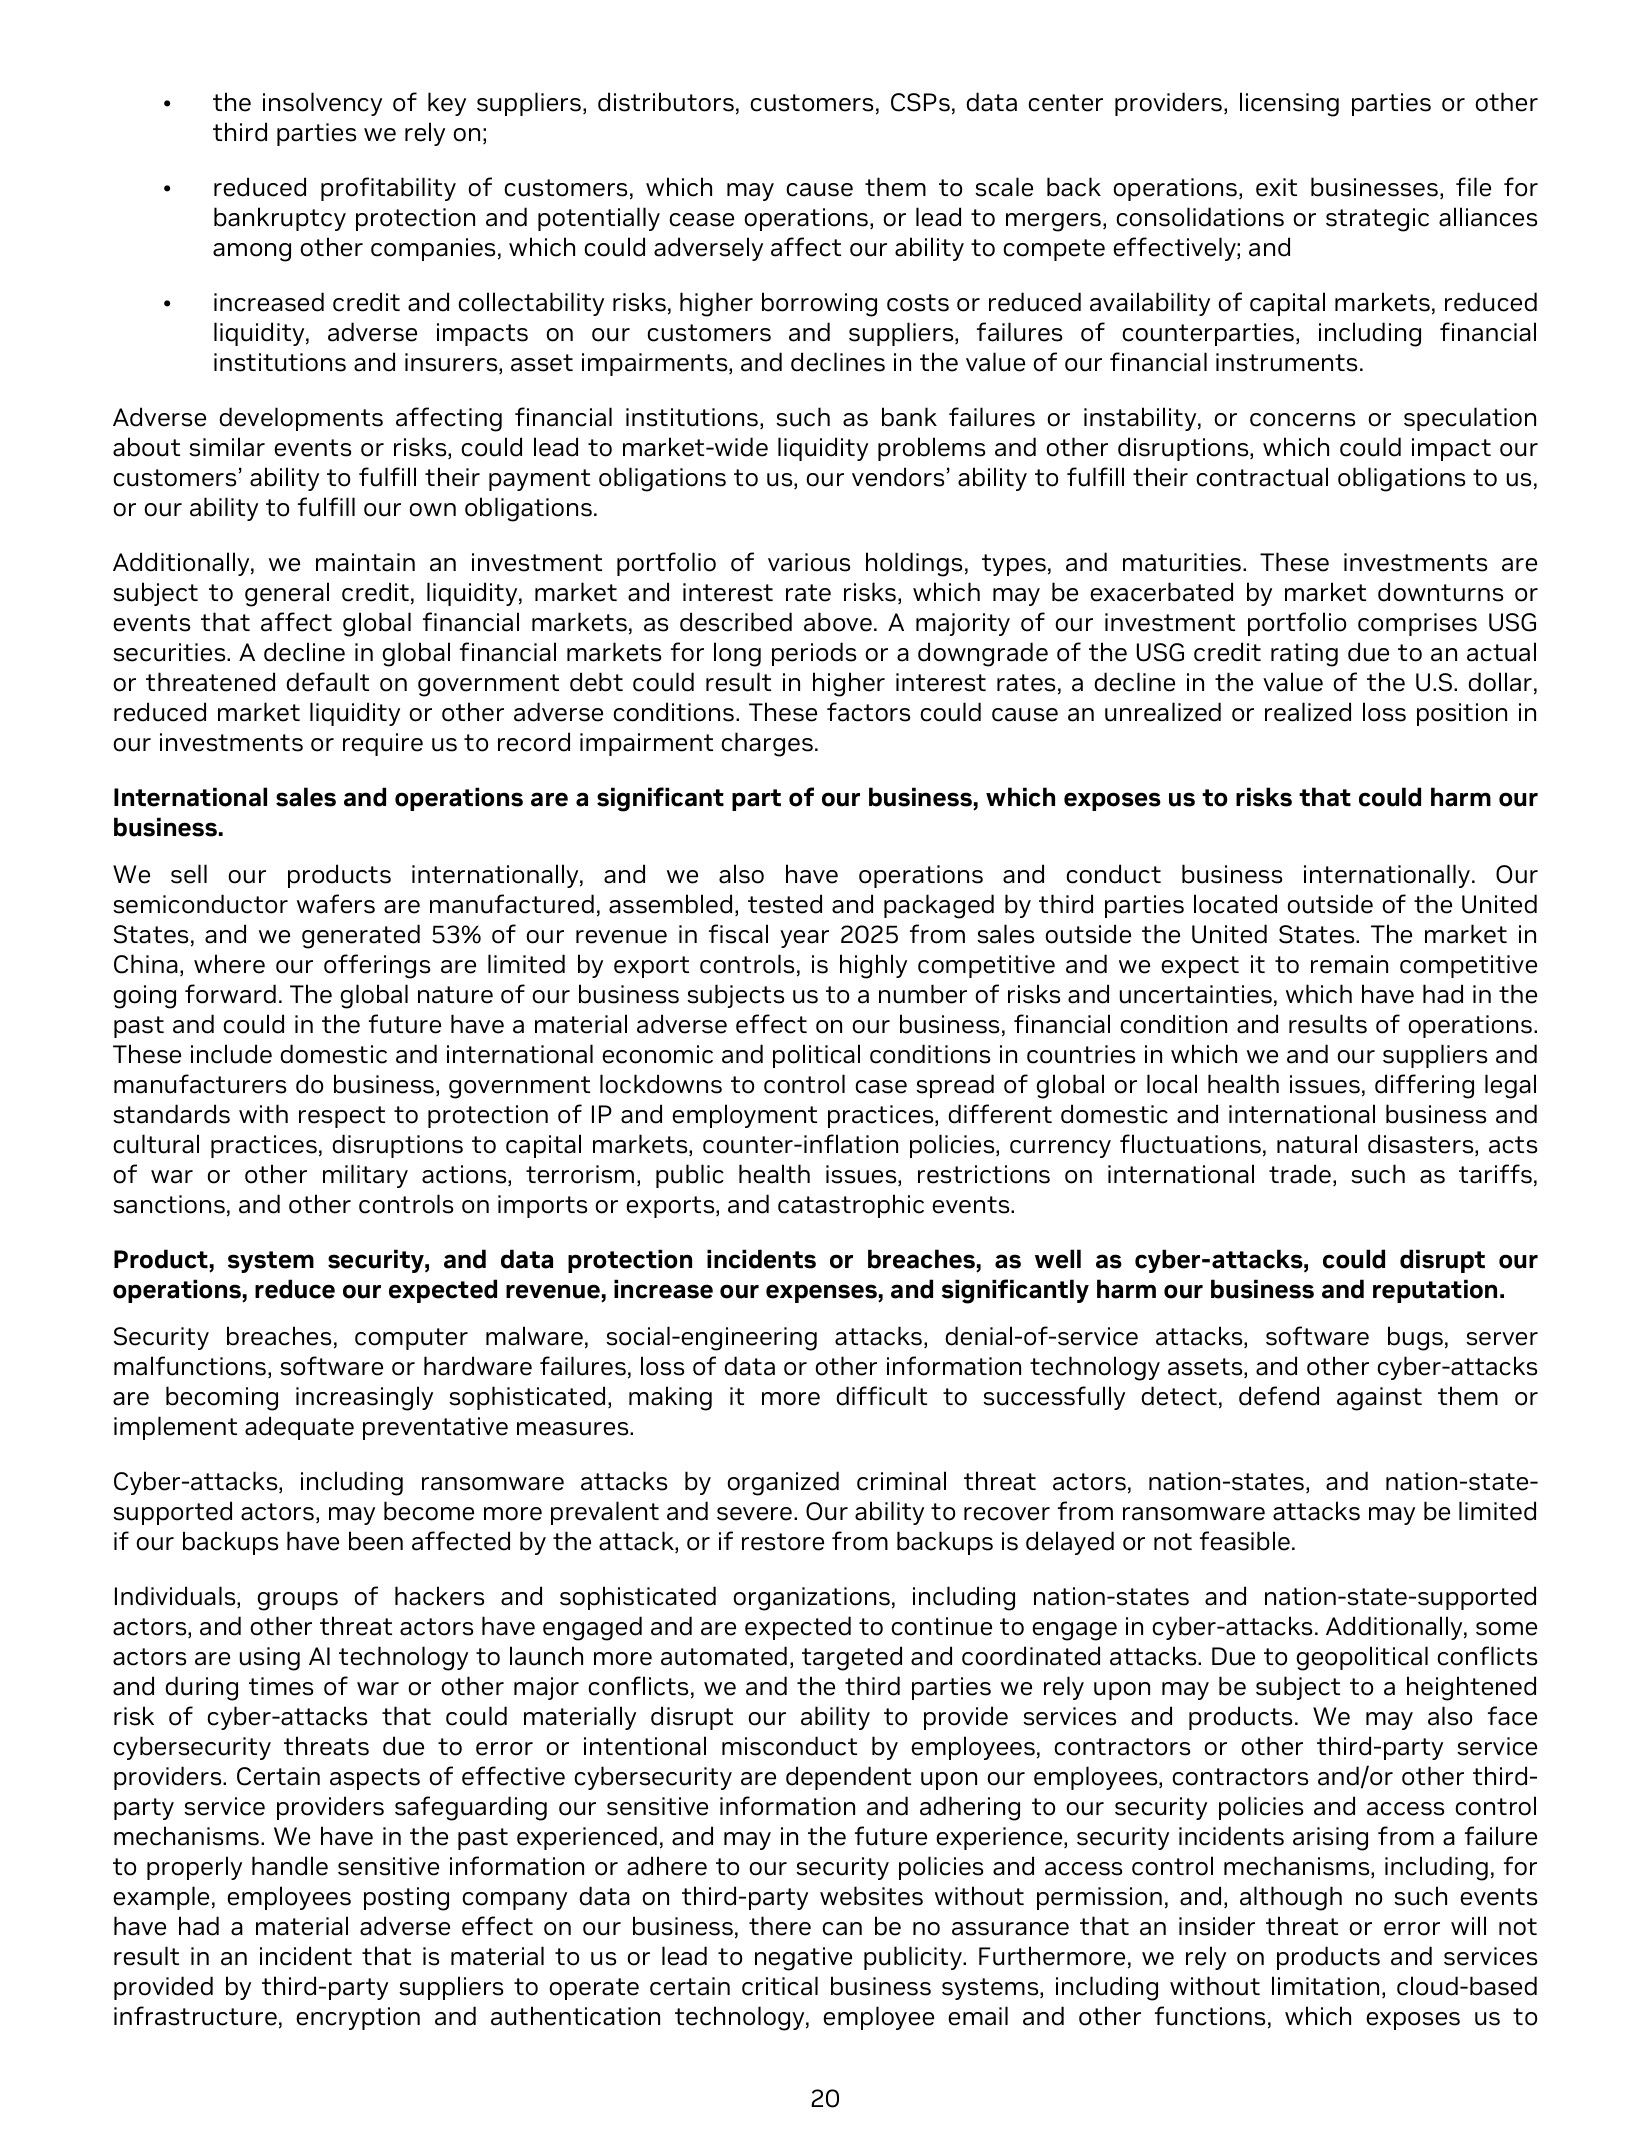 • the insolvency of key suppliers, distributors, customers, CSPs, data center providers, licensing parties or other
third parties we rely on;
• reduced profitability of customers, which may cause them to scale back operations, exit businesses, file for
bankruptcy protection and potentially cease operations, or lead to mergers, consolidations or strategic alliances
among other companies, which could adversely affect our ability to compete effectively; and
• increased credit and collectability risks, higher borrowing costs or reduced availability of capital markets, reduced
liquidity, adverse impacts on our customers and suppliers, failures of counterparties, including financial
institutions and insurers, asset impairments, and declines in the value of our financial instruments.
Adverse developments affecting financial institutions, such as bank failures or instability, or concerns or speculation
about similar events or risks, could lead to market-wide liquidity problems and other disruptions, which could impact our
customers’ ability to fulfill their payment obligations to us, our vendors’ ability to fulfill their contractual obligations to us,
or our ability to fulfill our own obligations.
Additionally, we maintain an investment portfolio of various holdings, types, and maturities. These investments are
subject to general credit, liquidity, market and interest rate risks, which may be exacerbated by market downturns or
events that affect global financial markets, as described above. A majority of our investment portfolio comprises USG
securities. A decline in global financial markets for long periods or a downgrade of the USG credit rating due to an actual
or threatened default on government debt could result in higher interest rates, a decline in the value of the U.S. dollar,
reduced market liquidity or other adverse conditions. These factors could cause an unrealized or realized loss position in
our investments or require us to record impairment charges.
International sales and operations are a significant part of our business, which exposes us to risks that could harm our
business.
We sell our products internationally, and we also have operations and conduct business internationally. Our
semiconductor wafers are manufactured, assembled, tested and packaged by third parties located outside of the United
States, and we generated 53% of our revenue in fiscal year 2025 from sales outside the United States. The market in
China, where our offerings are limited by export controls, is highly competitive and we expect it to remain competitive
going forward. The global nature of our business subjects us to a number of risks and uncertainties, which have had in the
past and could in the future have a material adverse effect on our business, financial condition and results of operations.
These include domestic and international economic and political conditions in countries in which we and our suppliers and
manufacturers do business, government lockdowns to control case spread of global or local health issues, differing legal
standards with respect to protection of IP and employment practices, different domestic and international business and
cultural practices, disruptions to capital markets, counter-inflation policies, currency fluctuations, natural disasters, acts
of war or other military actions, terrorism, public health issues, restrictions on international trade, such as tariffs,
sanctions, and other controls on imports or exports, and catastrophic events.
Product, system security, and data protection incidents or breaches, as well as cyber-attacks, could disrupt our
operations, reduce our expected revenue, increase our expenses, and significantly harm our business and reputation.
Security breaches, computer malware, social-engineering attacks, denial-of-service attacks, software bugs, server
malfunctions, software or hardware failures, loss of data or other information technology assets, and other cyber-attacks
are becoming increasingly sophisticated, making it more difficult to successfully detect, defend against them or
implement adequate preventative measures.
Cyber-attacks, including ransomware attacks by organized criminal threat actors, nation-states, and nation-state-
supported actors, may become more prevalent and severe. Our ability to recover from ransomware attacks may be limited
if our backups have been affected by the attack, or if restore from backups is delayed or not feasible.
Individuals, groups of hackers and sophisticated organizations, including nation-states and nation-state-supported
actors, and other threat actors have engaged and are expected to continue to engage in cyber-attacks. Additionally, some
actors are using AI technology to launch more automated, targeted and coordinated attacks. Due to geopolitical conflicts
and during times of war or other major conflicts, we and the third parties we rely upon may be subject to a heightened
risk of cyber-attacks that could materially disrupt our ability to provide services and products. We may also face
cybersecurity threats due to error or intentional misconduct by employees, contractors or other third-party service
providers. Certain aspects of effective cybersecurity are dependent upon our employees, contractors and/or other third-
party service providers safeguarding our sensitive information and adhering to our security policies and access control
mechanisms. We have in the past experienced, and may in the future experience, security incidents arising from a failure
to properly handle sensitive information or adhere to our security policies and access control mechanisms, including, for
example, employees posting company data on third-party websites without permission, and, although no such events
have had a material adverse effect on our business, there can be no assurance that an insider threat or error will not
result in an incident that is material to us or lead to negative publicity. Furthermore, we rely on products and services
provided by third-party suppliers to operate certain critical business systems, including without limitation, cloud-based
infrastructure, encryption and authentication technology, employee email and other functions, which exposes us to
20